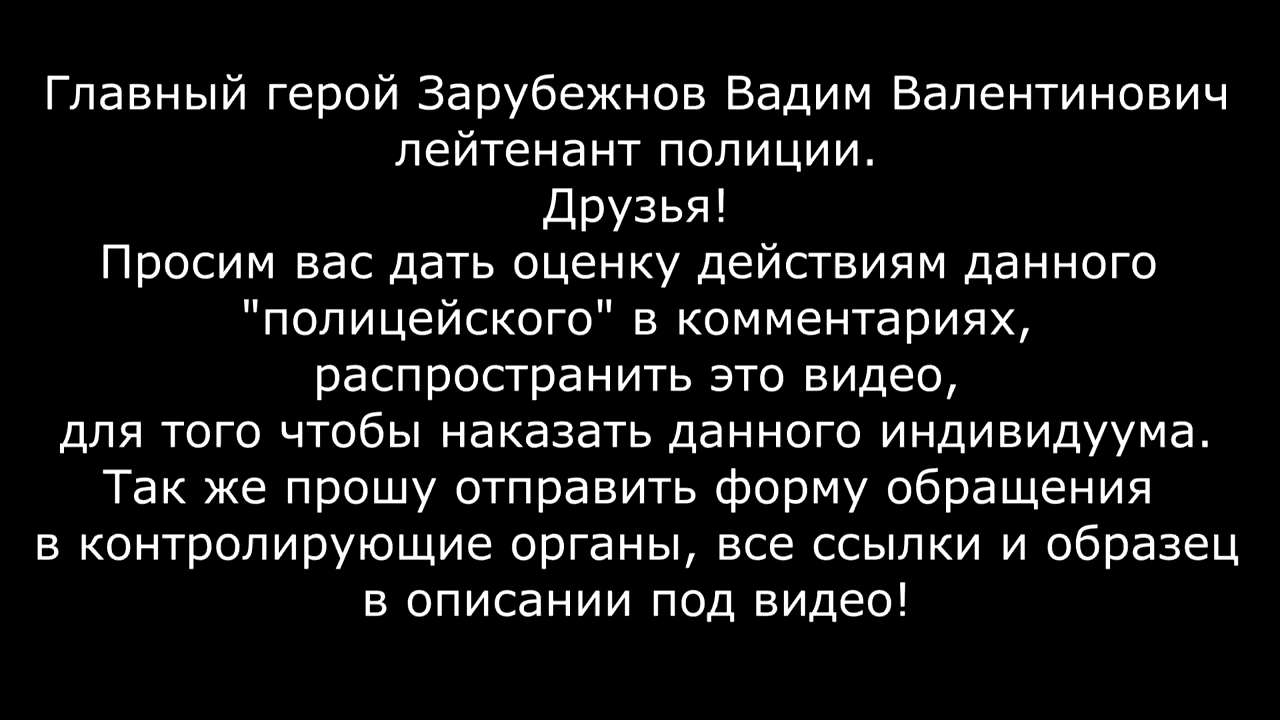 Главный герой Зарубежнов Вадим Валентинович
лейтенант полиции.
Друзья!
Просим вас дать оценку действиям данного
"полицейского" в комментариях,
распространить это видео,
для того чтобы наказать данного индивидуума.
Так же прошу отправить форму обращения
в контролирующие органы, все ссылки и образец
в описании под видео!